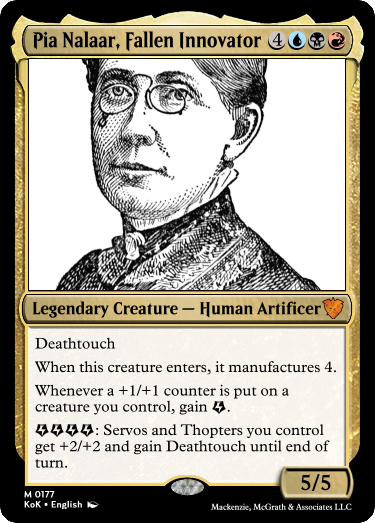 Pia Nalaar, Fallen Innovator 4
Legendary Creature — Human Artificer
Deathtouch
When this creature enters, it manufactures 4.
Whenever a +1/+1 counter is put on a
creature you control, gain.
: Servos and Thopters you control
get +2/+2 and gain Deathtouch until end of
turn.
5/5
M 0177
KoK • English
Mackenzie, McGrath & Associates LLC